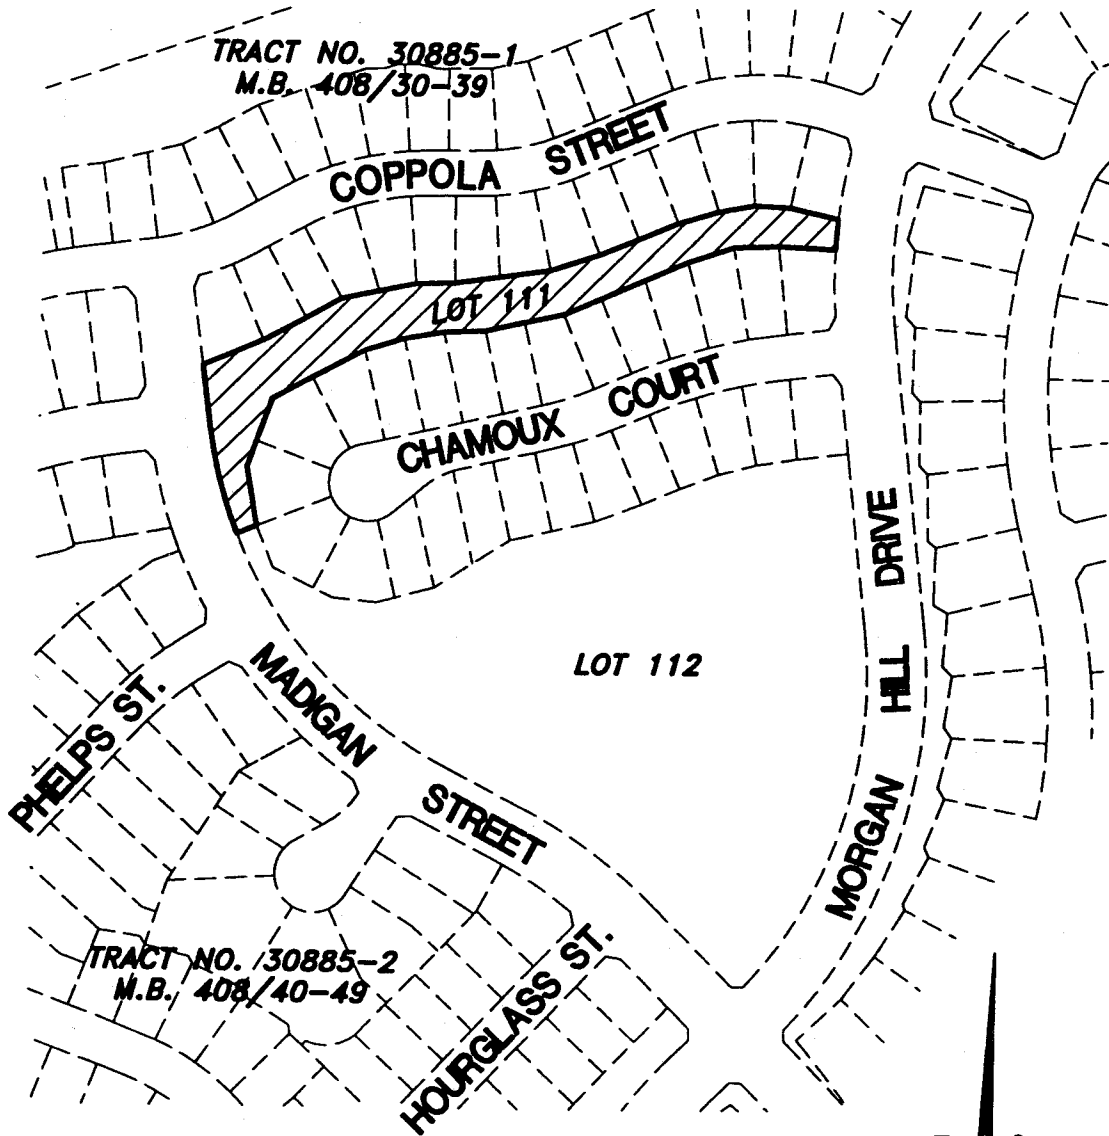 TRACT NO. 30885-1
M.B. 408/30-39
COPPOLA STREET
LOT 111
CHAMOUX COURT
MORGAN HILL DRIVE
LOT 112
MADIGAN STREET
PHELPS ST.
TRACT NO. 30885-2
M.B. 408/40-49
HOURGLASS ST.